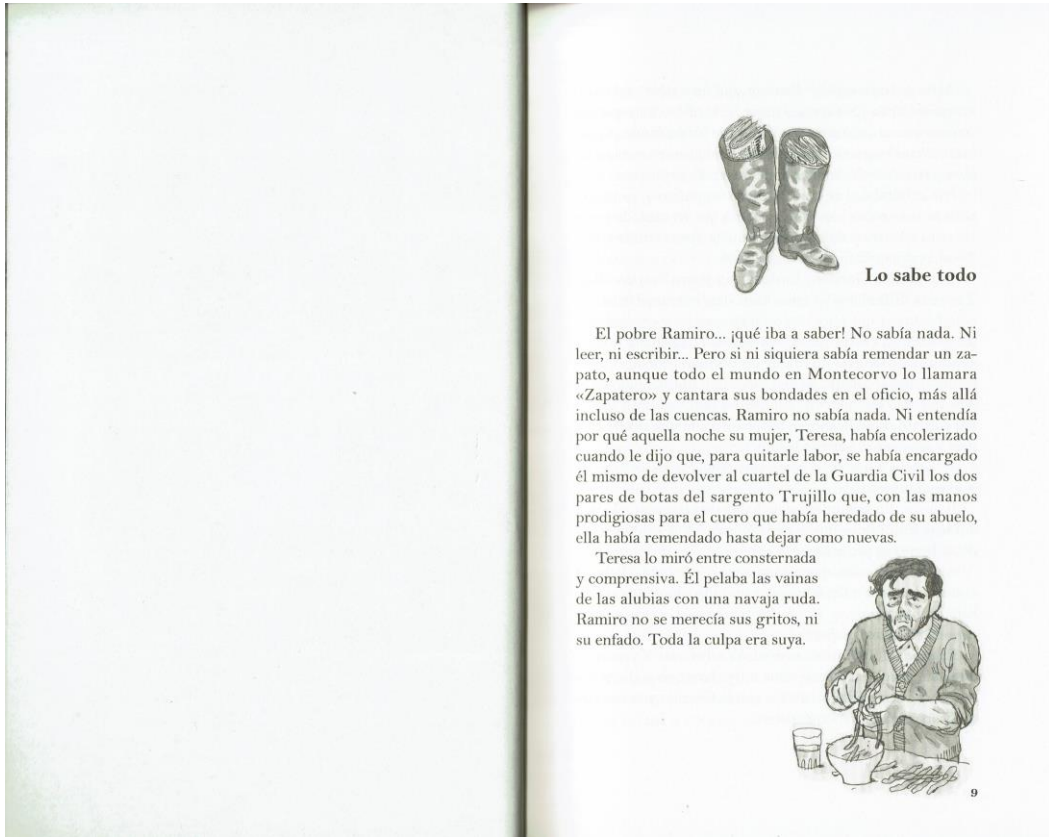 Lo sabe todo
El pobre Ramiro... ¡qué iba a saber! No sabía nada. Ni
leer, ni escribir... Pero si ni siquiera sabía remendar un za-
pato, aunque todo el mundo en Montecorvo lo llamara
«Zapatero» y cantara sus bondades en el oficio, más allá
incluso de las cuencas. Ramiro no sabía nada. Ni entendía
por qué aquella noche su mujer, Teresa, había encolerizado
cuando le dijo que, para quitarle labor, se había encargado
él mismo de devolver al cuartel de la Guardia Civil los dos
pares de botas del sargento Trujillo que, con las manos
prodigiosas para el cuero que había heredado de su abuelo,
ella había remendado hasta dejar como nuevas.
Teresa lo miró entre consternada
y comprensiva. Él pelaba las vainas
de las alubias con una navaja ruda.
Ramiro no se merecía sus gritos, ni
su enfado. Toda la culpa era suya.
9